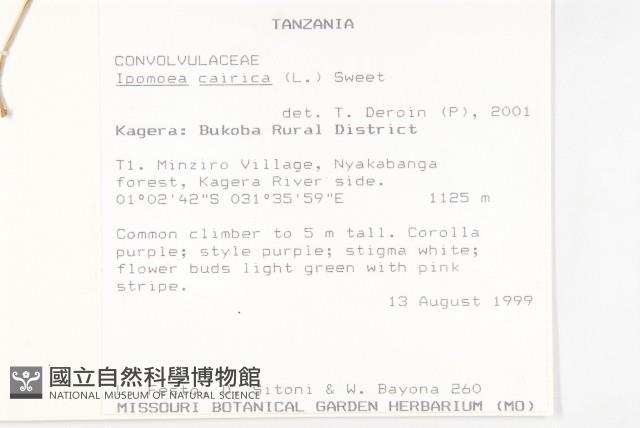 TANZANIA
CONVOLVULACEAE
Ipomoea cairica (L.) Sweet
det. T. Deroin (P), 2001
Kagera: Bukoba Rural District
T1. Minziro Village, Nyakabanga
forest, Kagera River side.
01°02'42"S 031°35'59"E 1125 m
Common climber to 5 m tall. Corolla
purple; style purple; stigma white;
flower buds light green with pink
stripe.
13 August 1999
Festo, Sitoni & W. Bayona 260
國立自然科學博物館
NATIONAL MUSEUM OF NATURAL SCIENCE
MISSOURI BOTANICAL GARDEN HERBARIUM (MO)